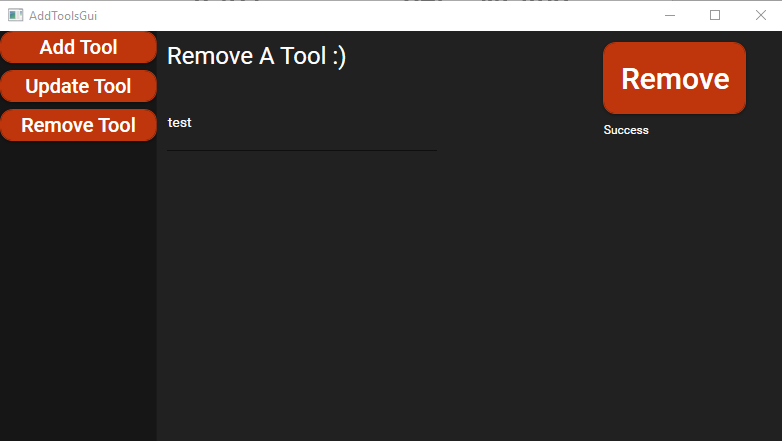 AddToolsGui
Add Tool
Update Tool
Remove Tool
Remove A Tool :)
test
Remove
Success